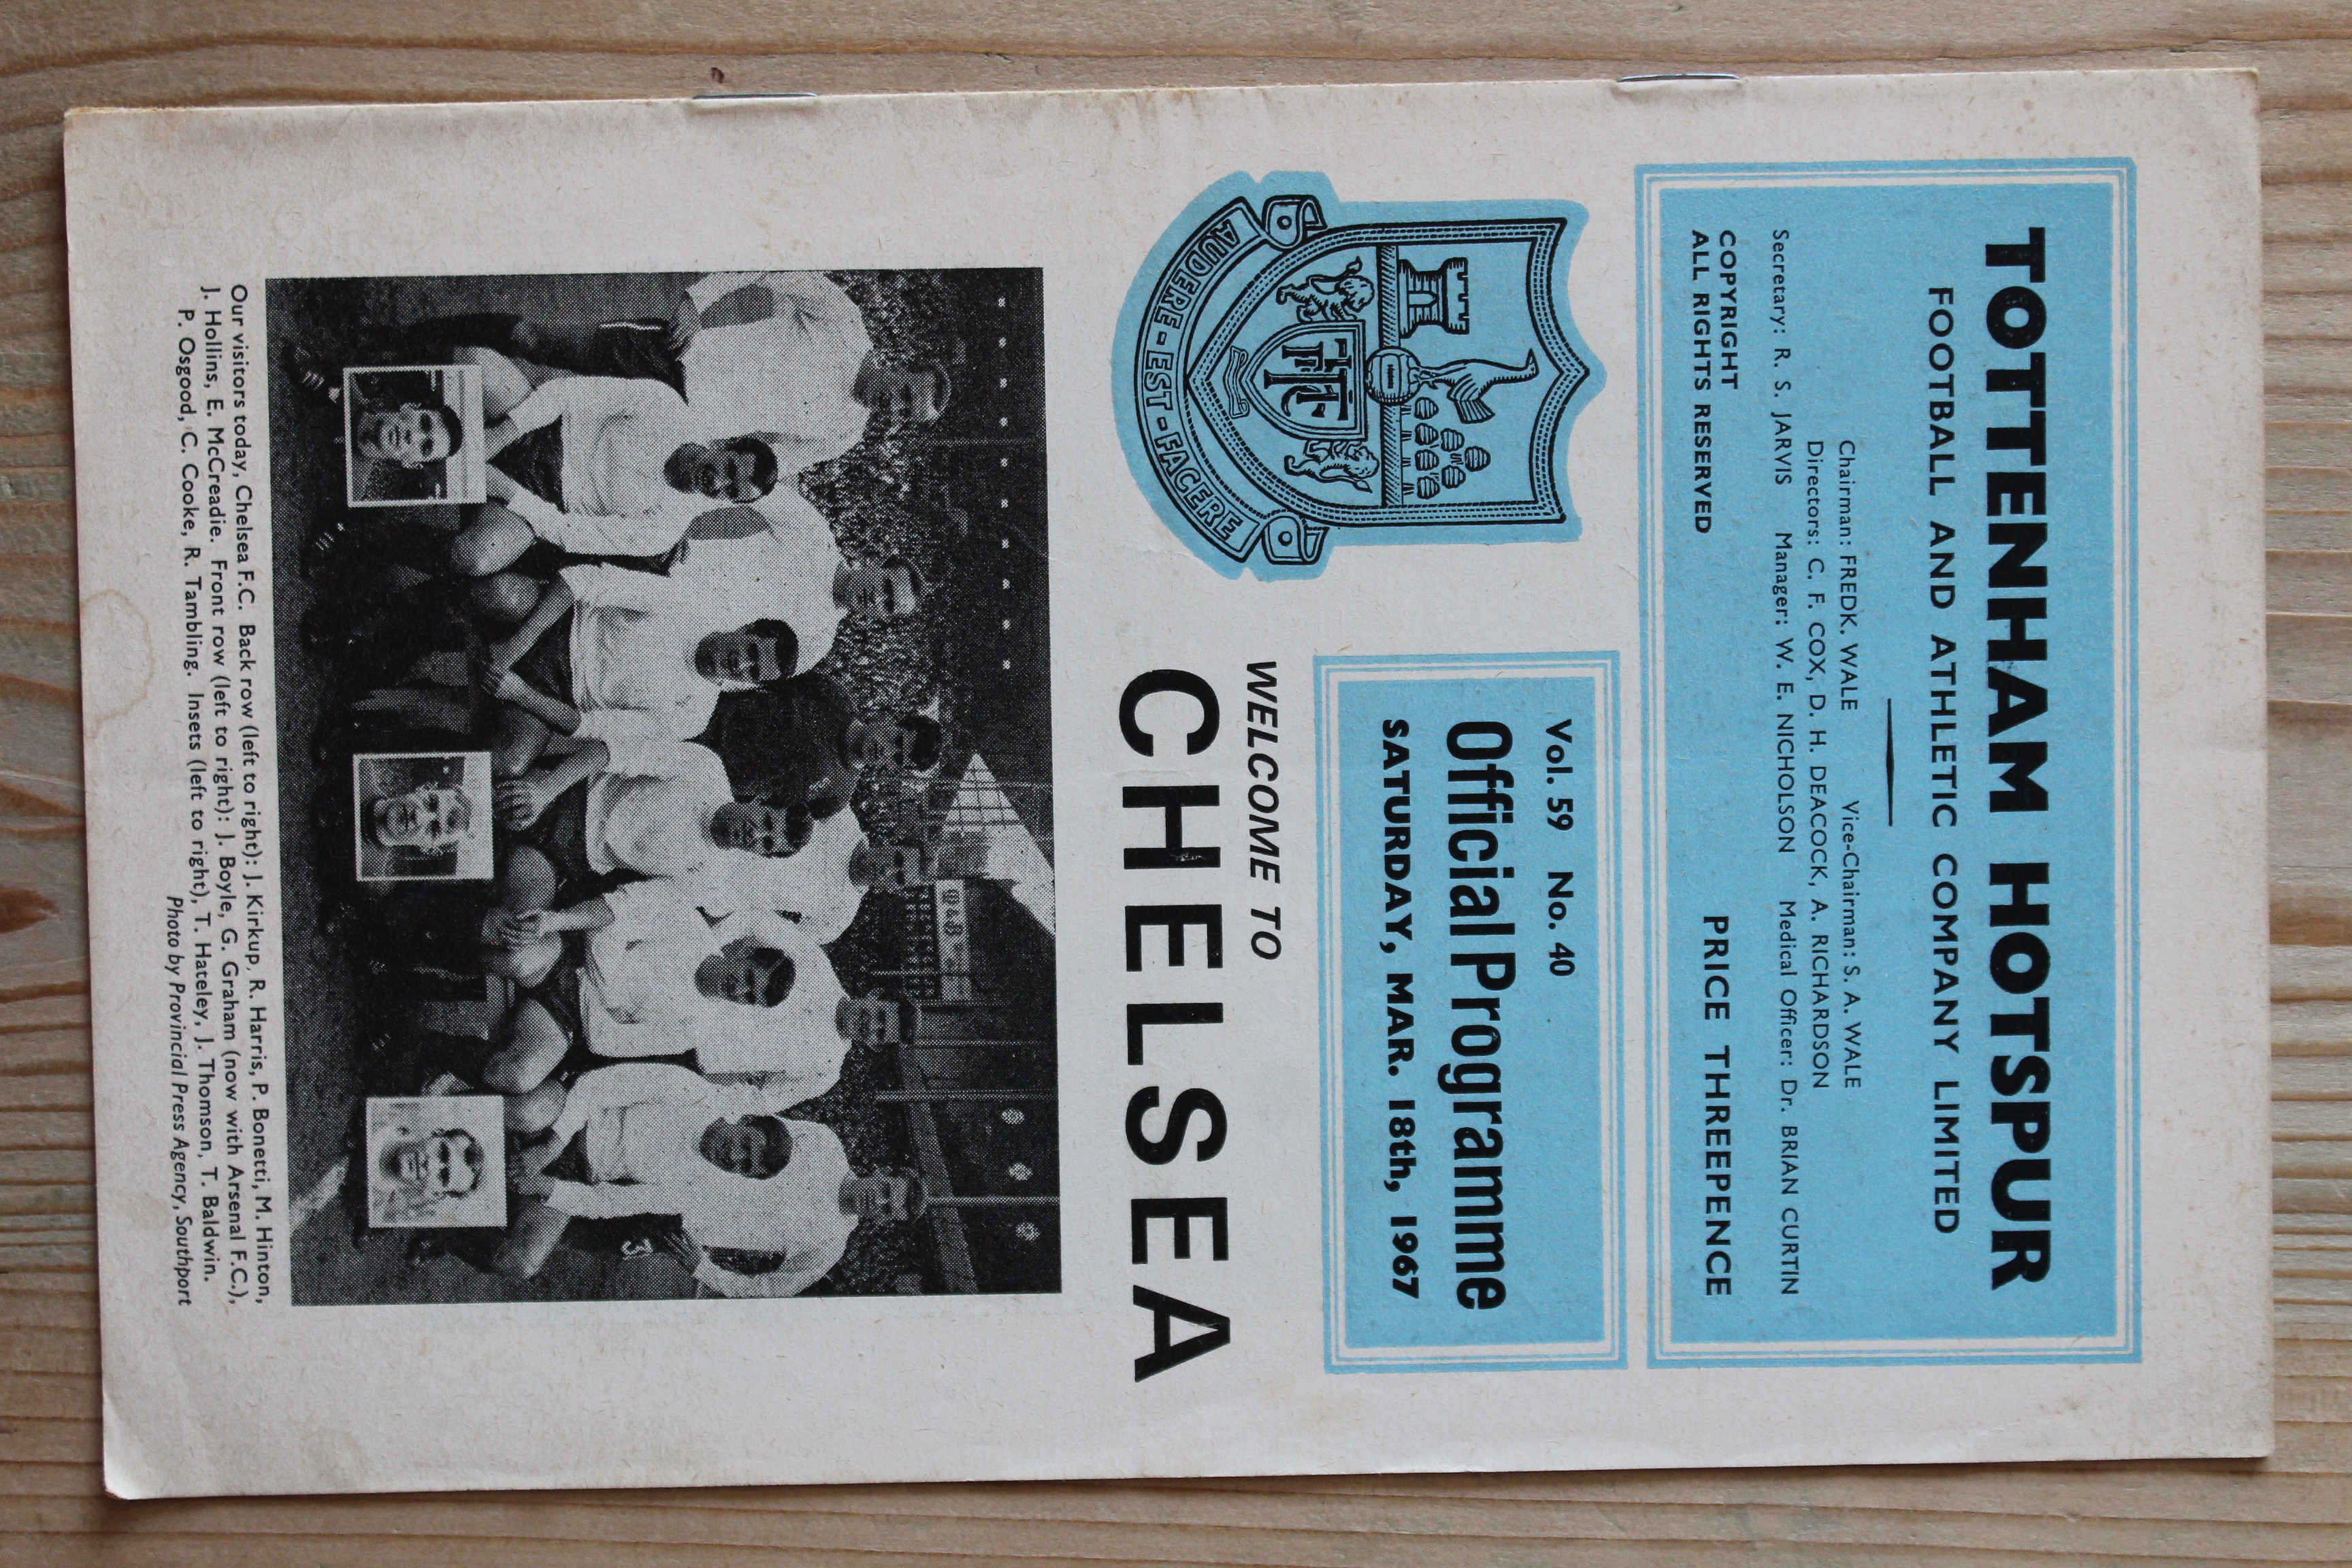 TOTTENHAM HOTSPUR
FOOTBALL AND ATHLETIC COMPANY LIMITED
Chairman: FREDK. WALE Vice-Chairman: S. A. WALE
Directors: C. F. COX, D. H. DEACOCK, A. RICHARDSON
Secretary: R. S. JARVIS Manager: W. E. NICHOLSON Medical Officer: Dr. BRIAN CURTIN
COPYRIGHT
ALL RIGHTS RESERVED
PRICE THREEPENCE
THFC
AUDERE - EST - FACERE
Vol. 59 No. 40
Official Programme
SATURDAY, MAR. 18th, 1967
WELCOME TO
CHELSEA
3
Our visitors today, Chelsea F.C. Back row (left to right): J. Kirkup, R. Harris, P. Bonetti, M. Hinton,
J. Hollins, E. McCreadie. Front row (left to right): J. Boyle, G. Graham (now with Arsenal F.C.),
P. Osgood, C. Cooke, R. Tambling. Insets (left to right), T. Hateley, J. Thomson, T. Baldwin.
Photo by Provincial Press Agency, Southport